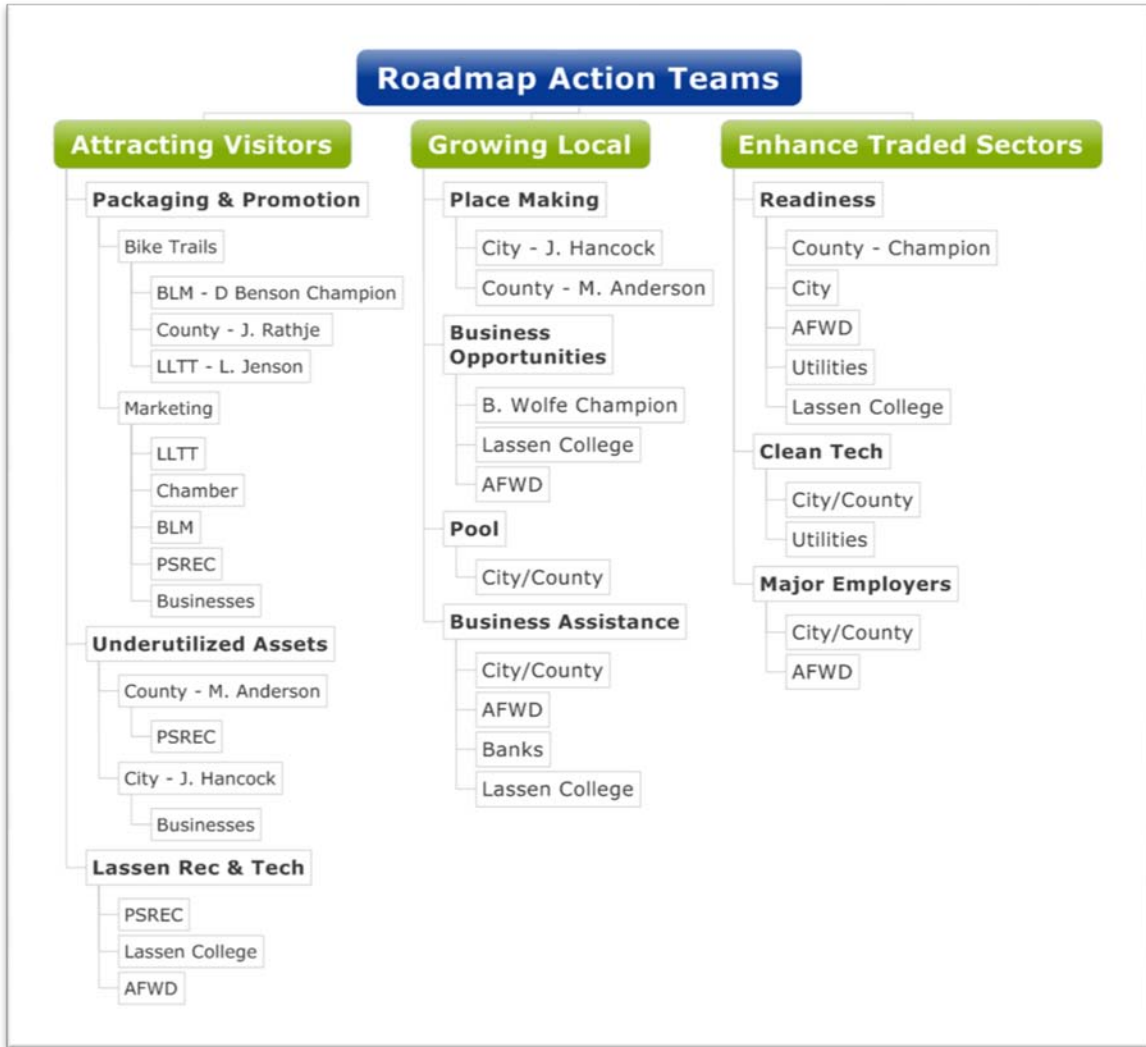 Roadmap Action Teams
Attracting Visitors
Packaging & Promotion
Bike Trails
BLM - D Benson Champion
County - J. Rathje
LLTT - L. Jenson
Marketing
LLTT
Chamber
BLM
PSREC
Businesses
Underutilized Assets
County - M. Anderson
PSREC
City - J. Hancock
Businesses
Lassen Rec & Tech
PSREC
Lassen College
AFWD
Growing Local
Place Making
City - J. Hancock
County - M. Anderson
Business
Opportunities
B. Wolfe Champion
Lassen College
AFWD
Pool
City/County
Business Assistance
City/County
AFWD
Banks
Lassen College
Enhance Traded Sectors
Readiness
County - Champion
City
AFWD
Utilities
Lassen College
Clean Tech
City/County
Utilities
Major Employers
City/County
AFWD